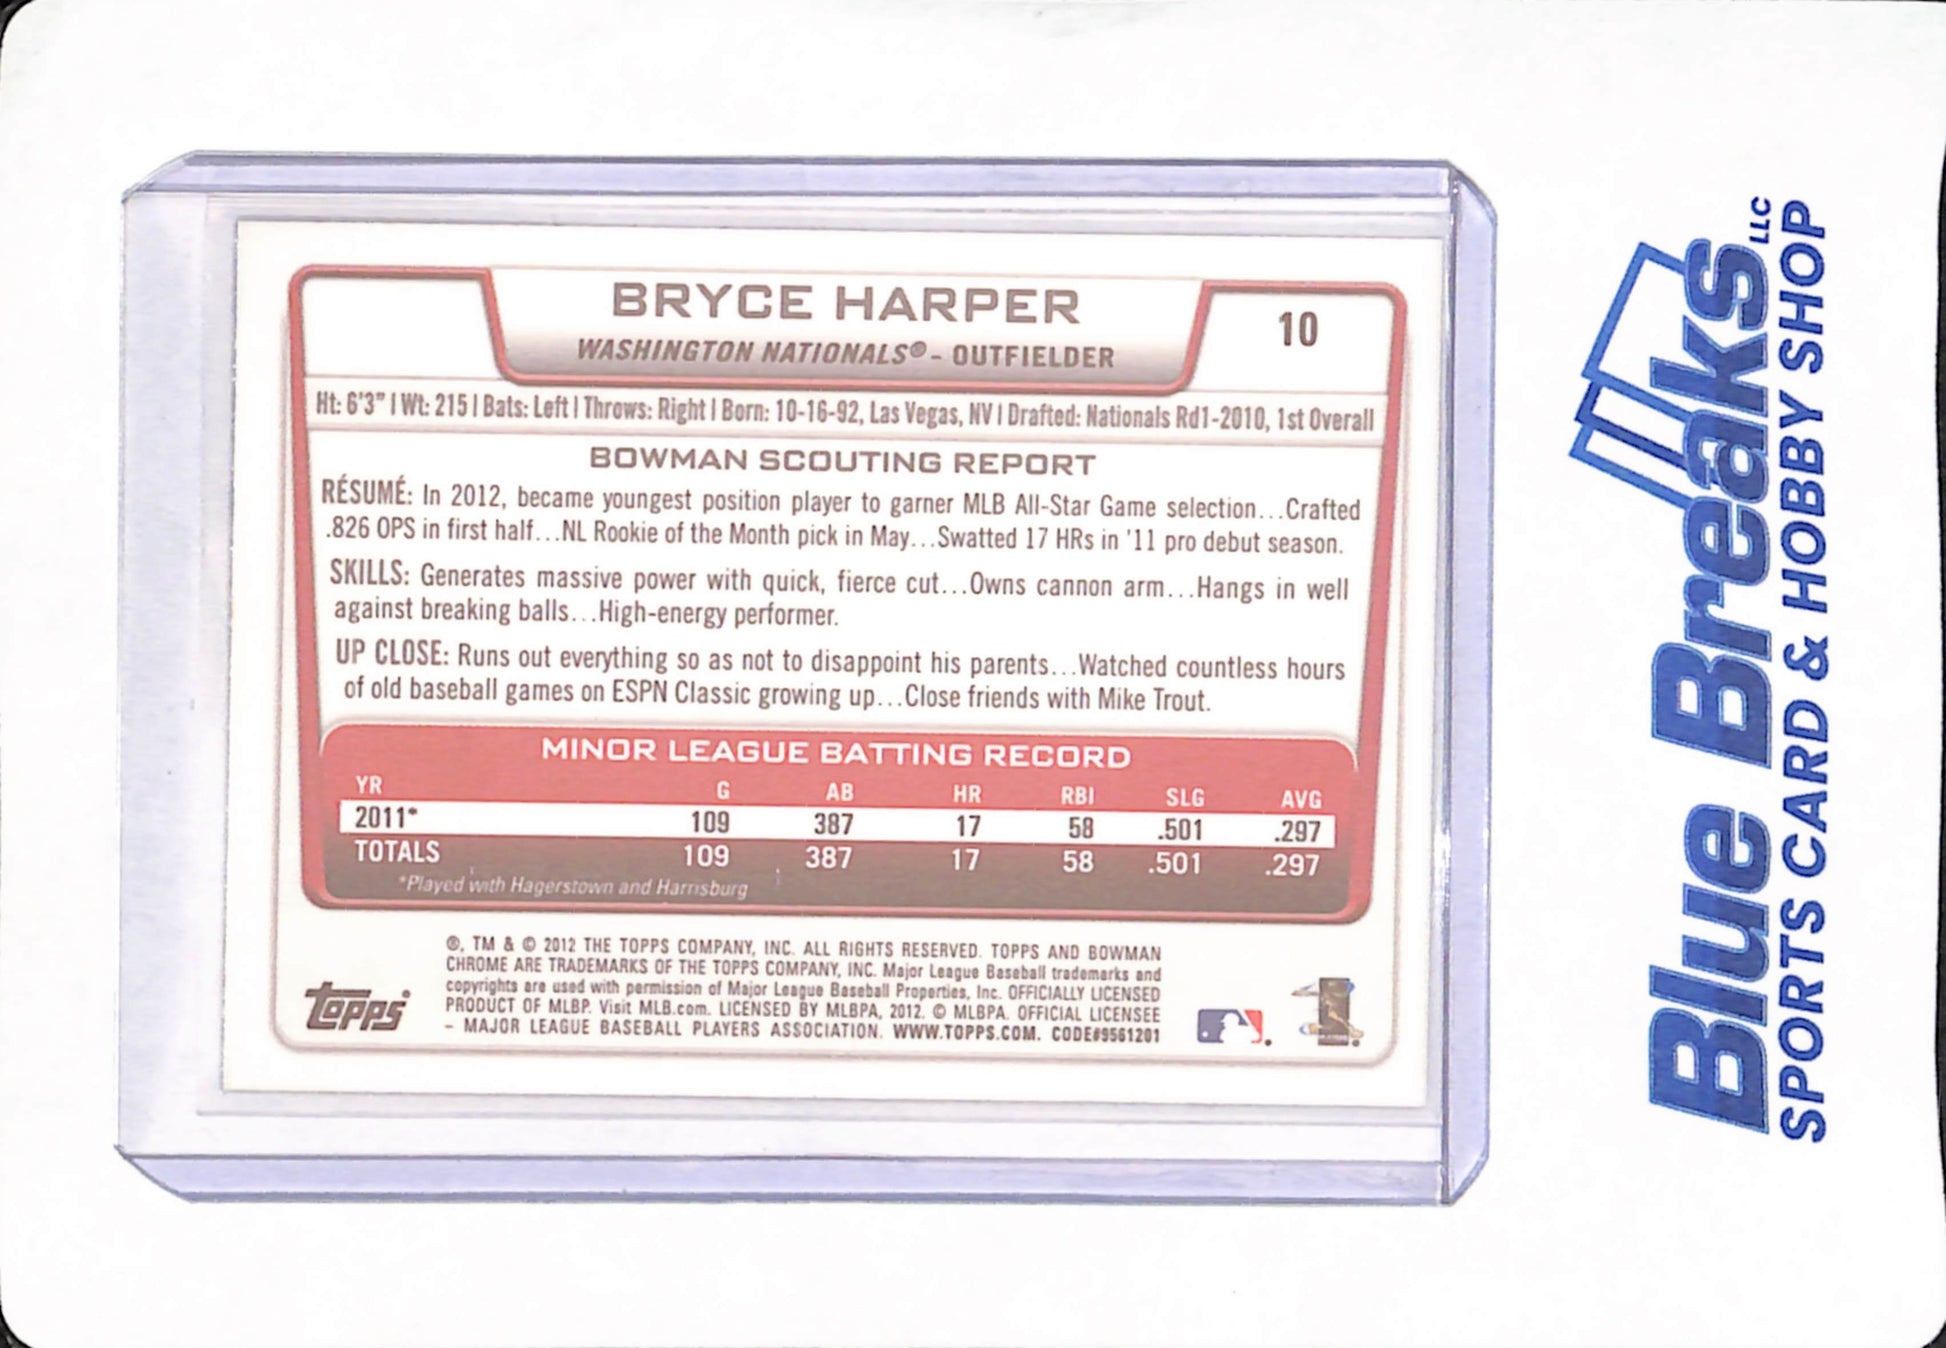 BRYCE HARPER
WASHINGTON NATIONALS® - OUTFIELDER
10
Ht: 6'3" | Wt: 215 | Bats: Left | Throws: Right | Born: 10-16-92, Las Vegas, NV | Drafted: Nationals Rd1-2010, 1st Overall
BOWMAN SCOUTING REPORT
RÉSUMÉ: In 2012, became youngest position player to garner MLB All-Star Game selection...Crafted
.826 OPS in first half...NL Rookie of the Month pick in May...Swatted 17 HRs in '11 pro debut season.
SKILLS: Generates massive power with quick, fierce cut...Owns cannon arm...Hangs in well
against breaking balls...High-energy performer.
UP CLOSE: Runs out everything so as not to disappoint his parents...Watched countless hours
of old baseball games on ESPN Classic growing up...Close friends with Mike Trout.
MINOR LEAGUE BATTING RECORD
YR G AB HR RBI SLG AVG
2011* 109 387 17 58 .501 .297
TOTALS 109 387 17 58 .501 .297
*Played with Hagerstown and Harrisburg
®, TM & © 2012 THE TOPPS COMPANY, INC. ALL RIGHTS RESERVED. TOPPS AND BOWMAN
CHROME ARE TRADEMARKS OF THE TOPPS COMPANY, INC. Major League Baseball trademarks and
copyrights are used with permission of Major League Baseball Properties, Inc. OFFICIALLY LICENSED
PRODUCT OF MLBP. Visit MLB.com. LICENSED BY MLBPA, 2012. © MLBPA. OFFICIAL LICENSEE
- MAJOR LEAGUE BASEBALL PLAYERS ASSOCIATION. WWW.TOPPS.COM. CODE#9561201
Topps
Blue Breaks LLC
SPORTS CARD & HOBBY SHOP